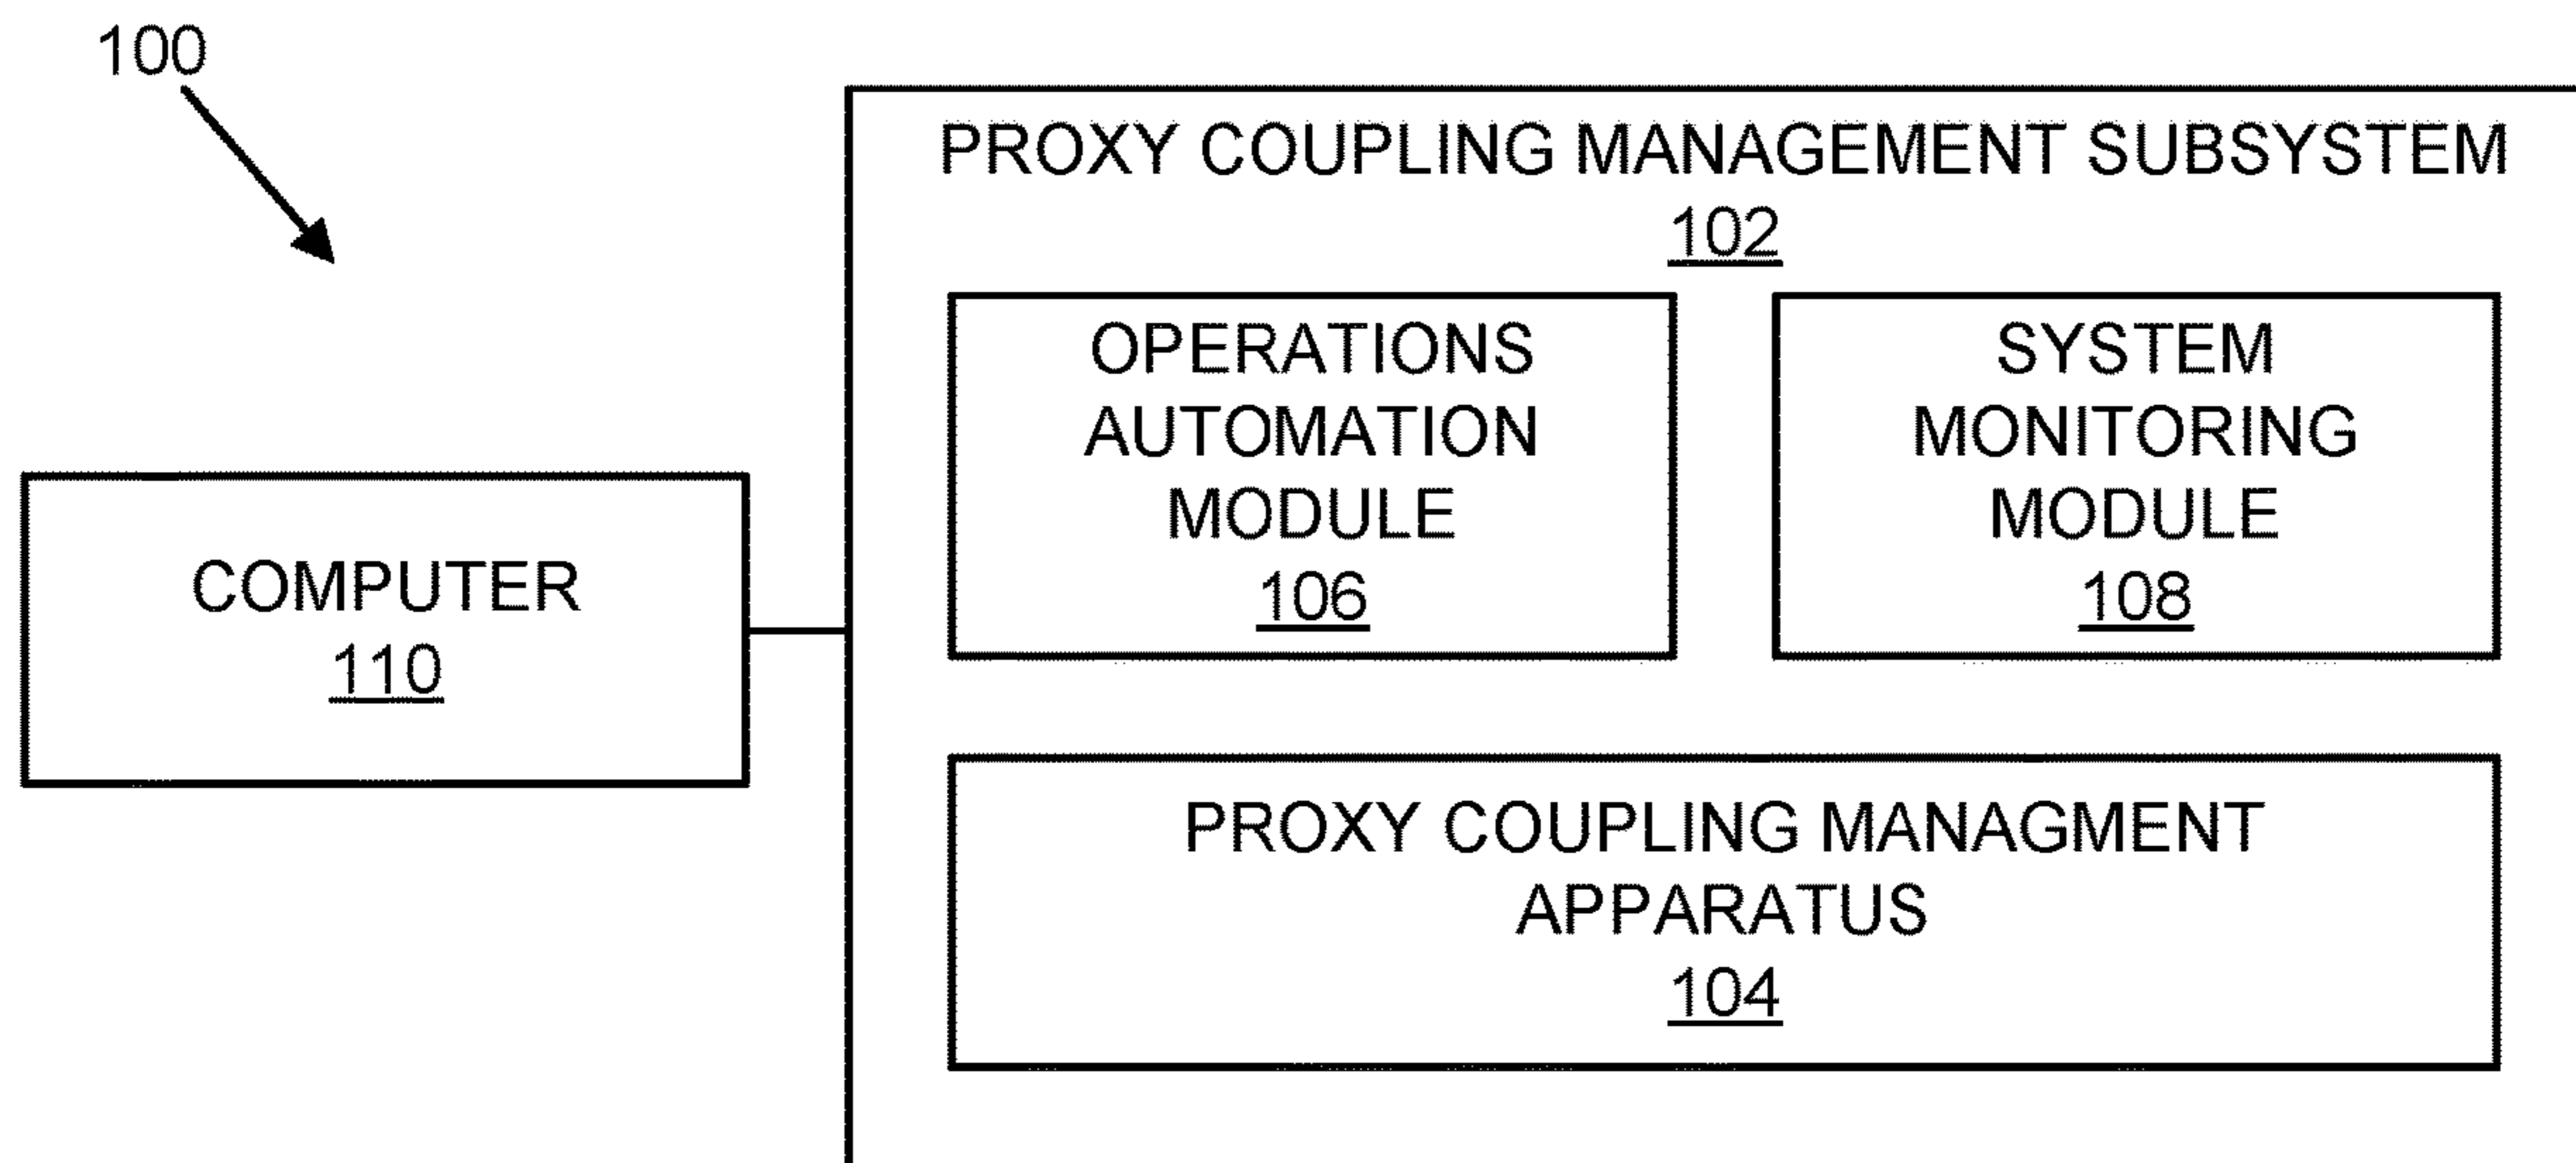 100
PROXY COUPLING MANAGEMENT SUBSYSTEM
102
OPERATIONS
AUTOMATION
MODULE
106
SYSTEM
MONITORING
MODULE
108
COMPUTER
110
PROXY COUPLING MANAGMENT
APPARATUS
104